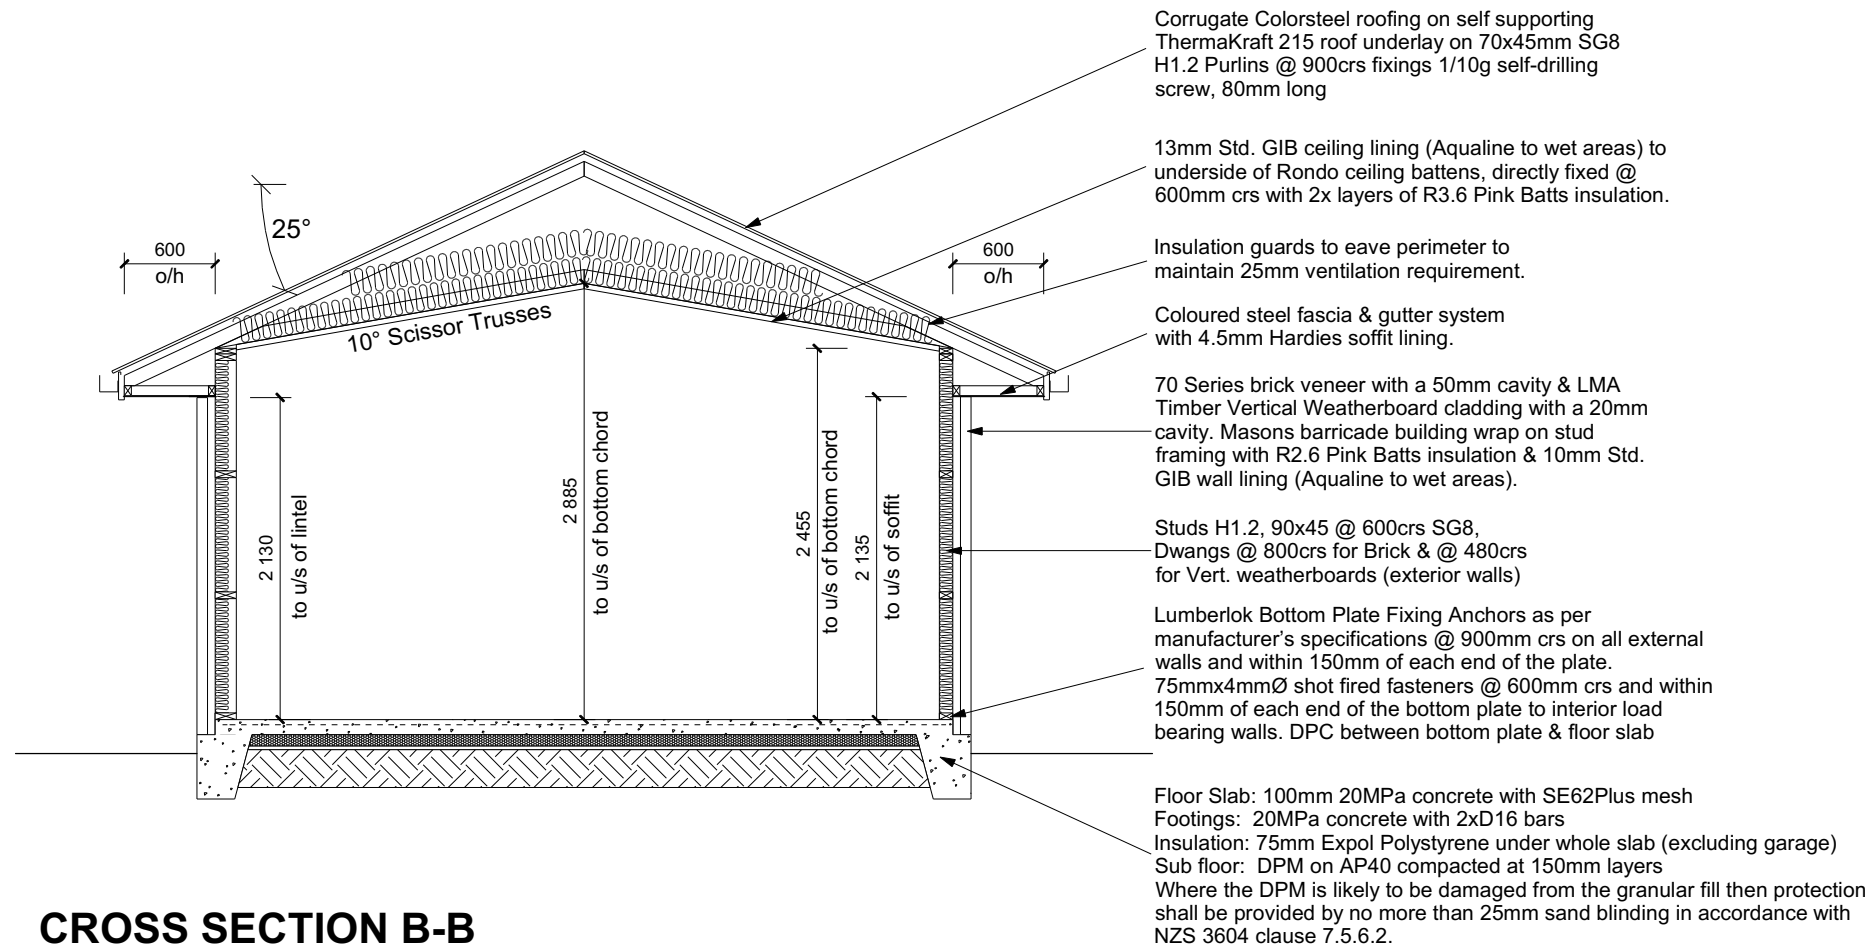 Corrugate Colorsteel roofing on self supporting
ThermaKraft 215 roof underlay on 70x45mm SG8
H1.2 Purlins @ 900crs fixings 1/10g self-drilling
screw, 80mm long
13mm Std. GIB ceiling lining (Aqualine to wet areas) to
underside of Rondo ceiling battens, directly fixed @
600mm crs with 2x layers of R3.6 Pink Batts insulation.
Insulation guards to eave perimeter to
maintain 25mm ventilation requirement.
Coloured steel fascia & gutter system
with 4.5mm Hardies soffit lining.
70 Series brick veneer with a 50mm cavity & LMA
Timber Vertical Weatherboard cladding with a 20mm
cavity. Masons barricade building wrap on stud
framing with R2.6 Pink Batts insulation & 10mm Std.
GIB wall lining (Aqualine to wet areas).
Studs H1.2, 90x45 @ 600crs SG8,
Dwangs @ 800crs for Brick & @ 480crs
for Vert. weatherboards (exterior walls)
Lumberlok Bottom Plate Fixing Anchors as per
manufacturer's specifications @ 900mm crs on all external
walls and within 150mm of each end of the plate.
75mmx4mmØ shot fired fasteners @ 600mm crs and within
150mm of each end of the bottom plate to interior load
bearing walls. DPC between bottom plate & floor slab
Floor Slab: 100mm 20MPa concrete with SE62Plus mesh
Footings: 20MPa concrete with 2xD16 bars
Insulation: 75mm Expol Polystyrene under whole slab (excluding garage)
Sub floor: DPM on AP40 compacted at 150mm layers
Where the DPM is likely to be damaged from the granular fill then protection
shall be provided by no more than 25mm sand blinding in accordance with
NZS 3604 clause 7.5.6.2.
25°
600
o/h
600
o/h
10° Scissor Trusses
2 130
to u/s of lintel
2 885
to u/s of bottom chord
2 455
to u/s of bottom chord
2 135
to u/s of soffit
CROSS SECTION B-B